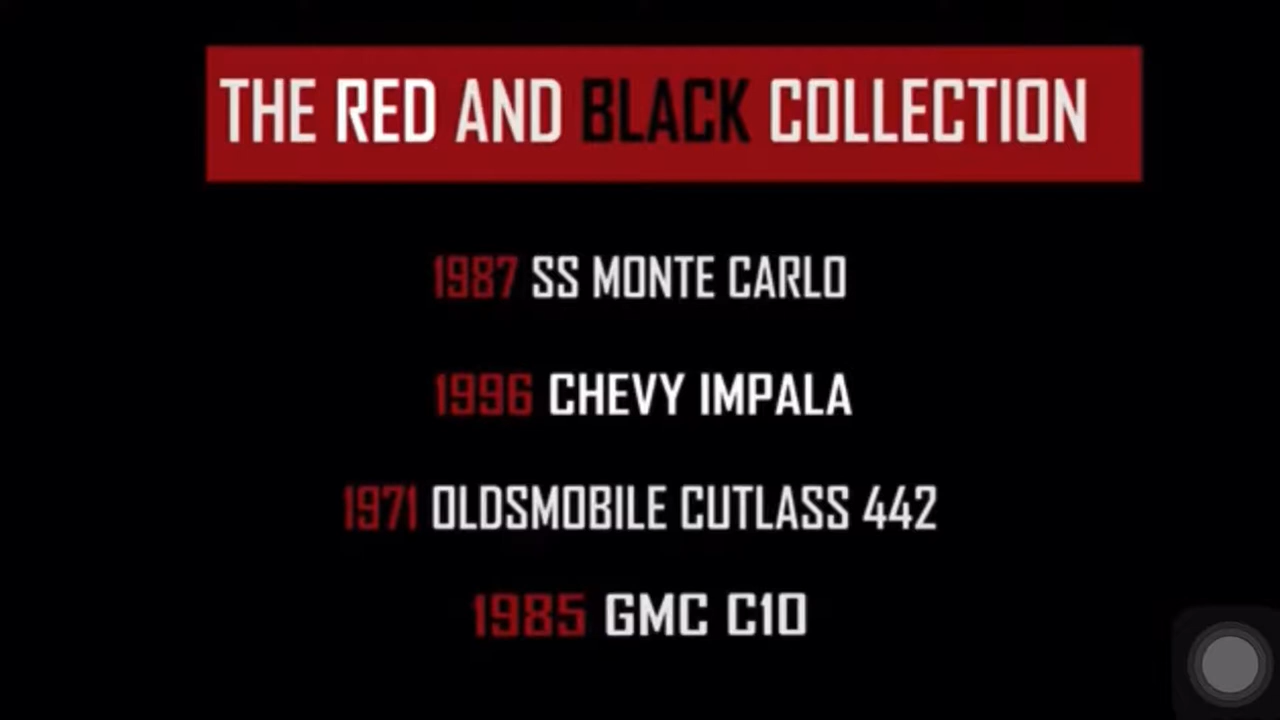 THE RED AND BLACK COLLECTION
1987 SS MONTE CARLO
1996 CHEVY IMPALA
1971 OLDSMOBILE CUTLASS 442
1985 GMC C10